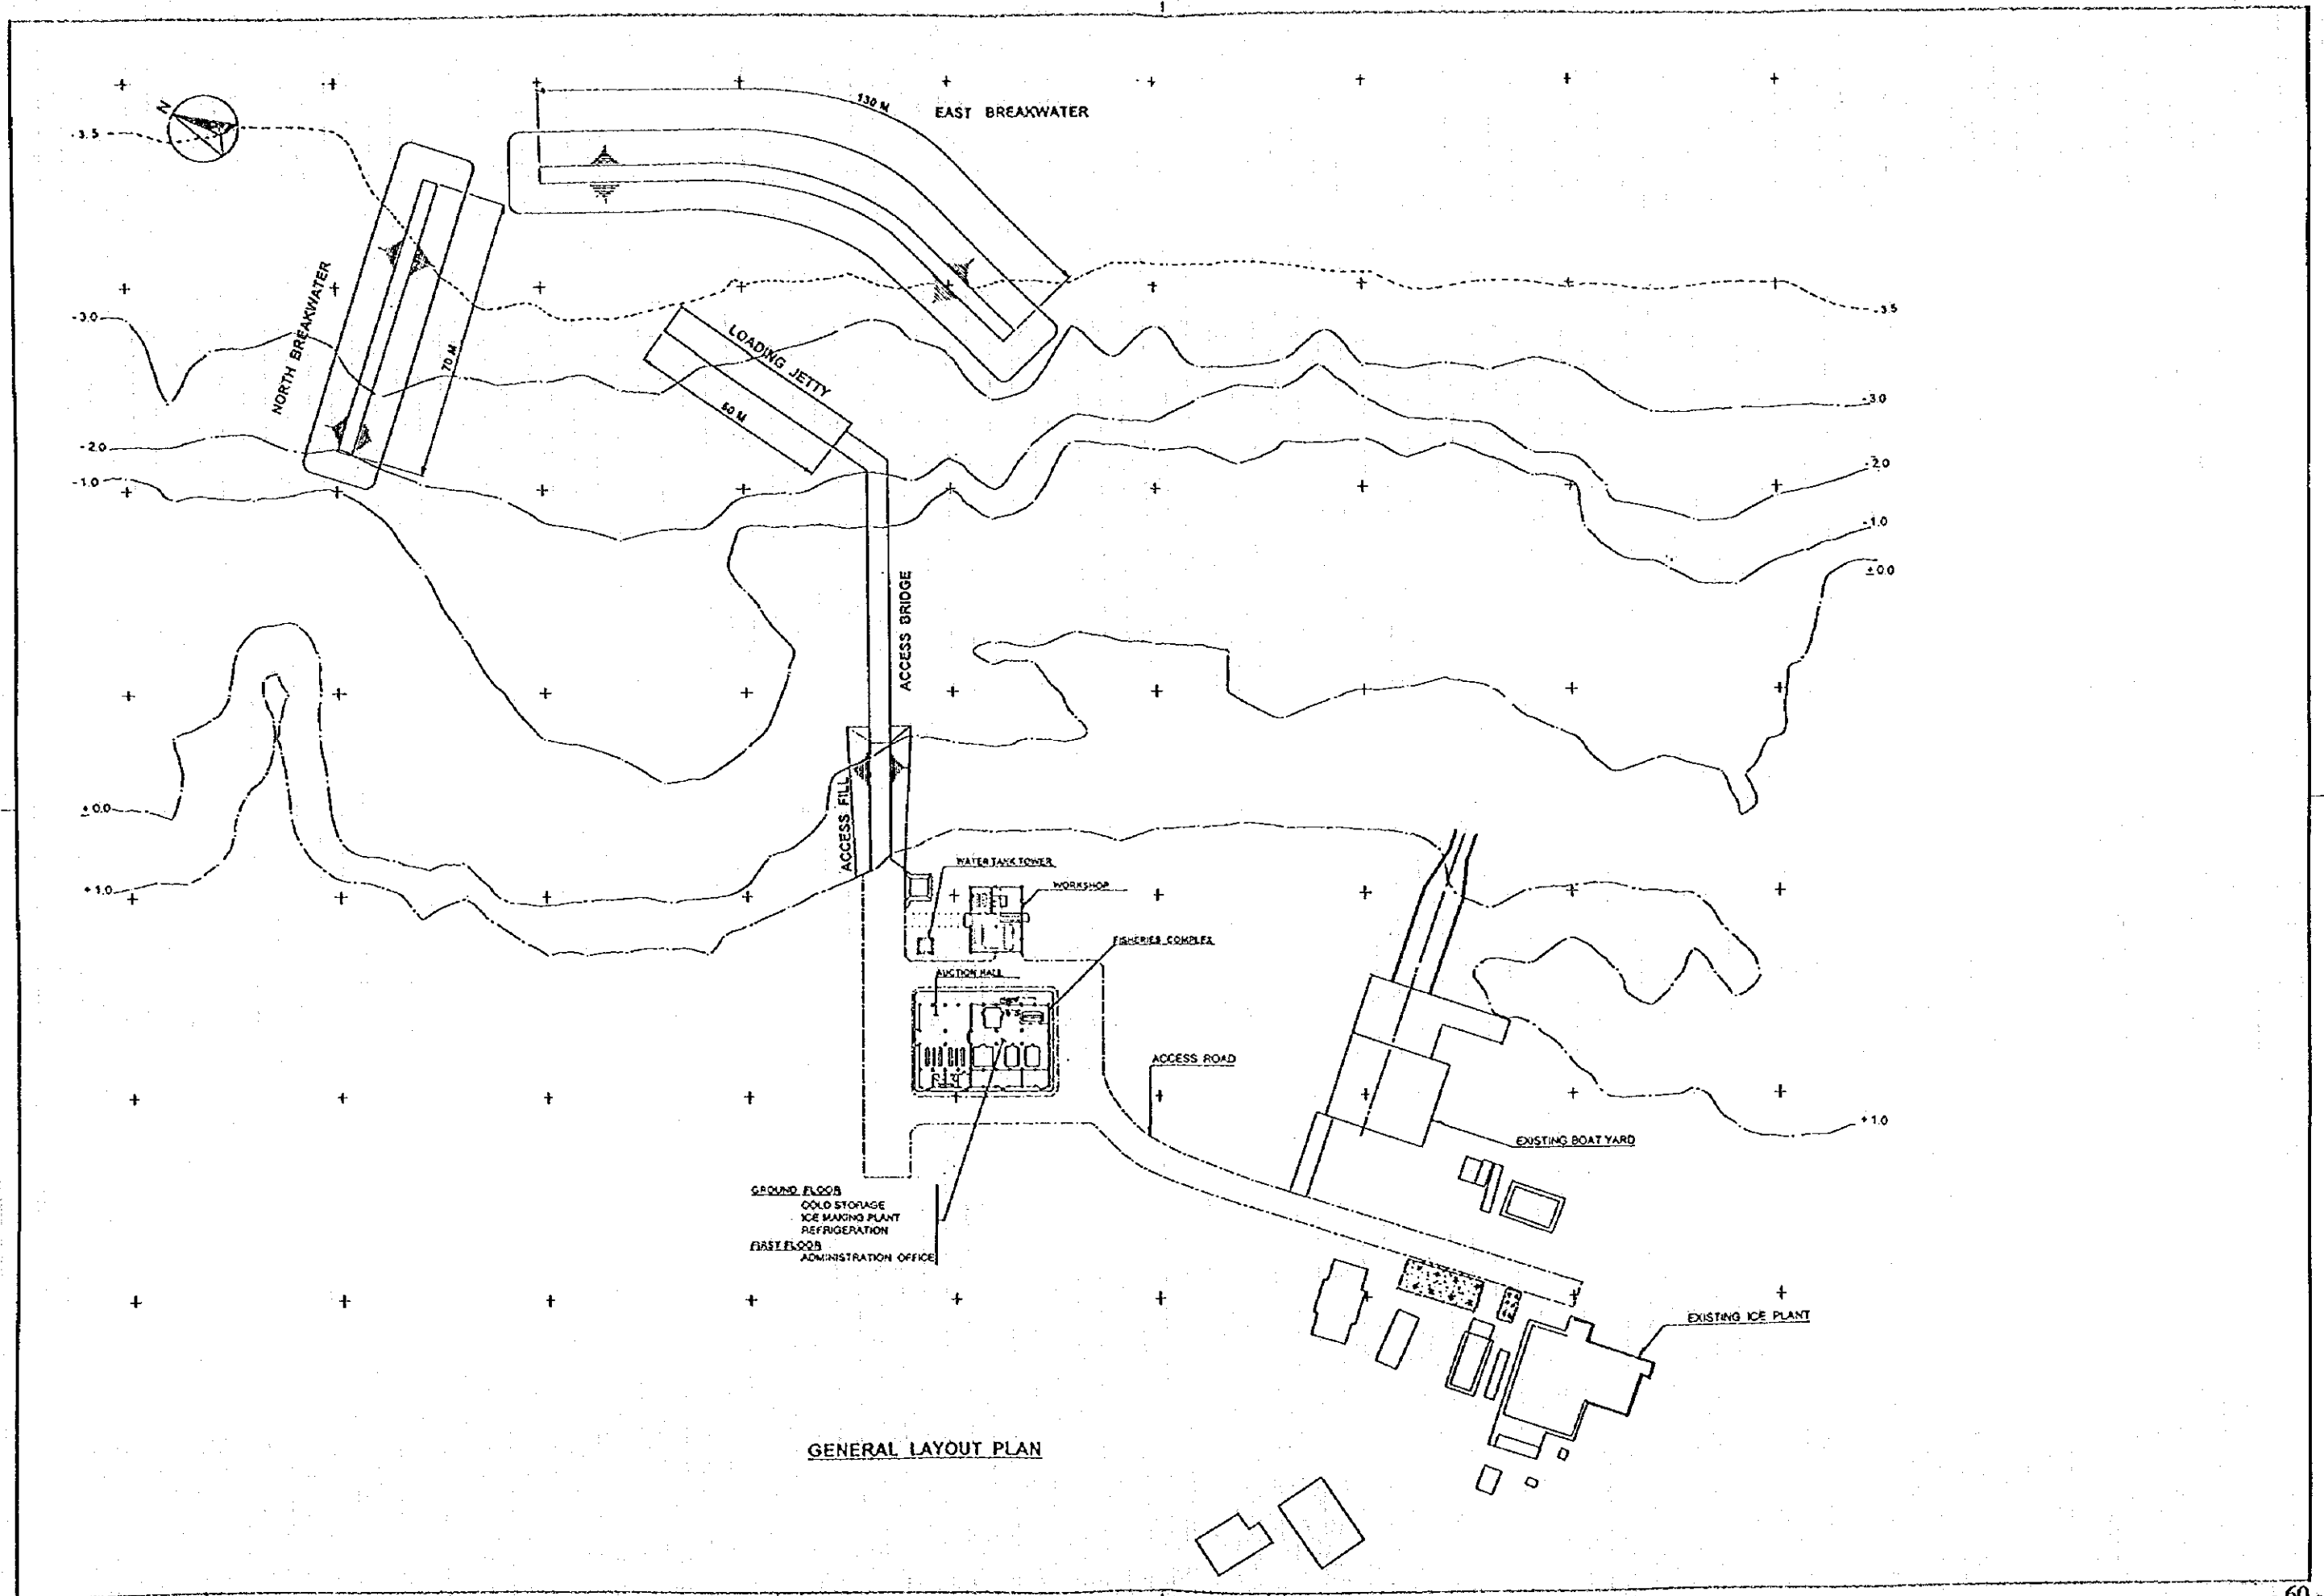 130 M
EAST BREAKWATER
N
-3.5
NORTH BREAKWATER
-3.0
70 M
LOADING JETTY
50 M
-3.5
-3.0
-2.0
-1.0
-2.0
-1.0
±0.0
ACCESS BRIDGE
±0.0
ACCESS FILL
+1.0
WATER TANK TOWER
WORKSHOP
FISHERIES COMPLEX
AUCTION HALL
ACCESS ROAD
+1.0
EXISTING BOAT YARD
GROUND FLOOR
COLD STORAGE
ICE MAKING PLANT
REFRIGERATION
FIRST FLOOR
ADMINISTRATION OFFICE
EXISTING ICE PLANT
GENERAL LAYOUT PLAN
60